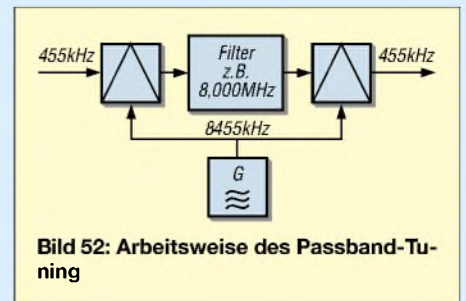 455kHz
Filter
z.B.
8,000MHz
455kHz
8455kHz
G
Bild 52: Arbeitsweise des Passband-Tu-
ning